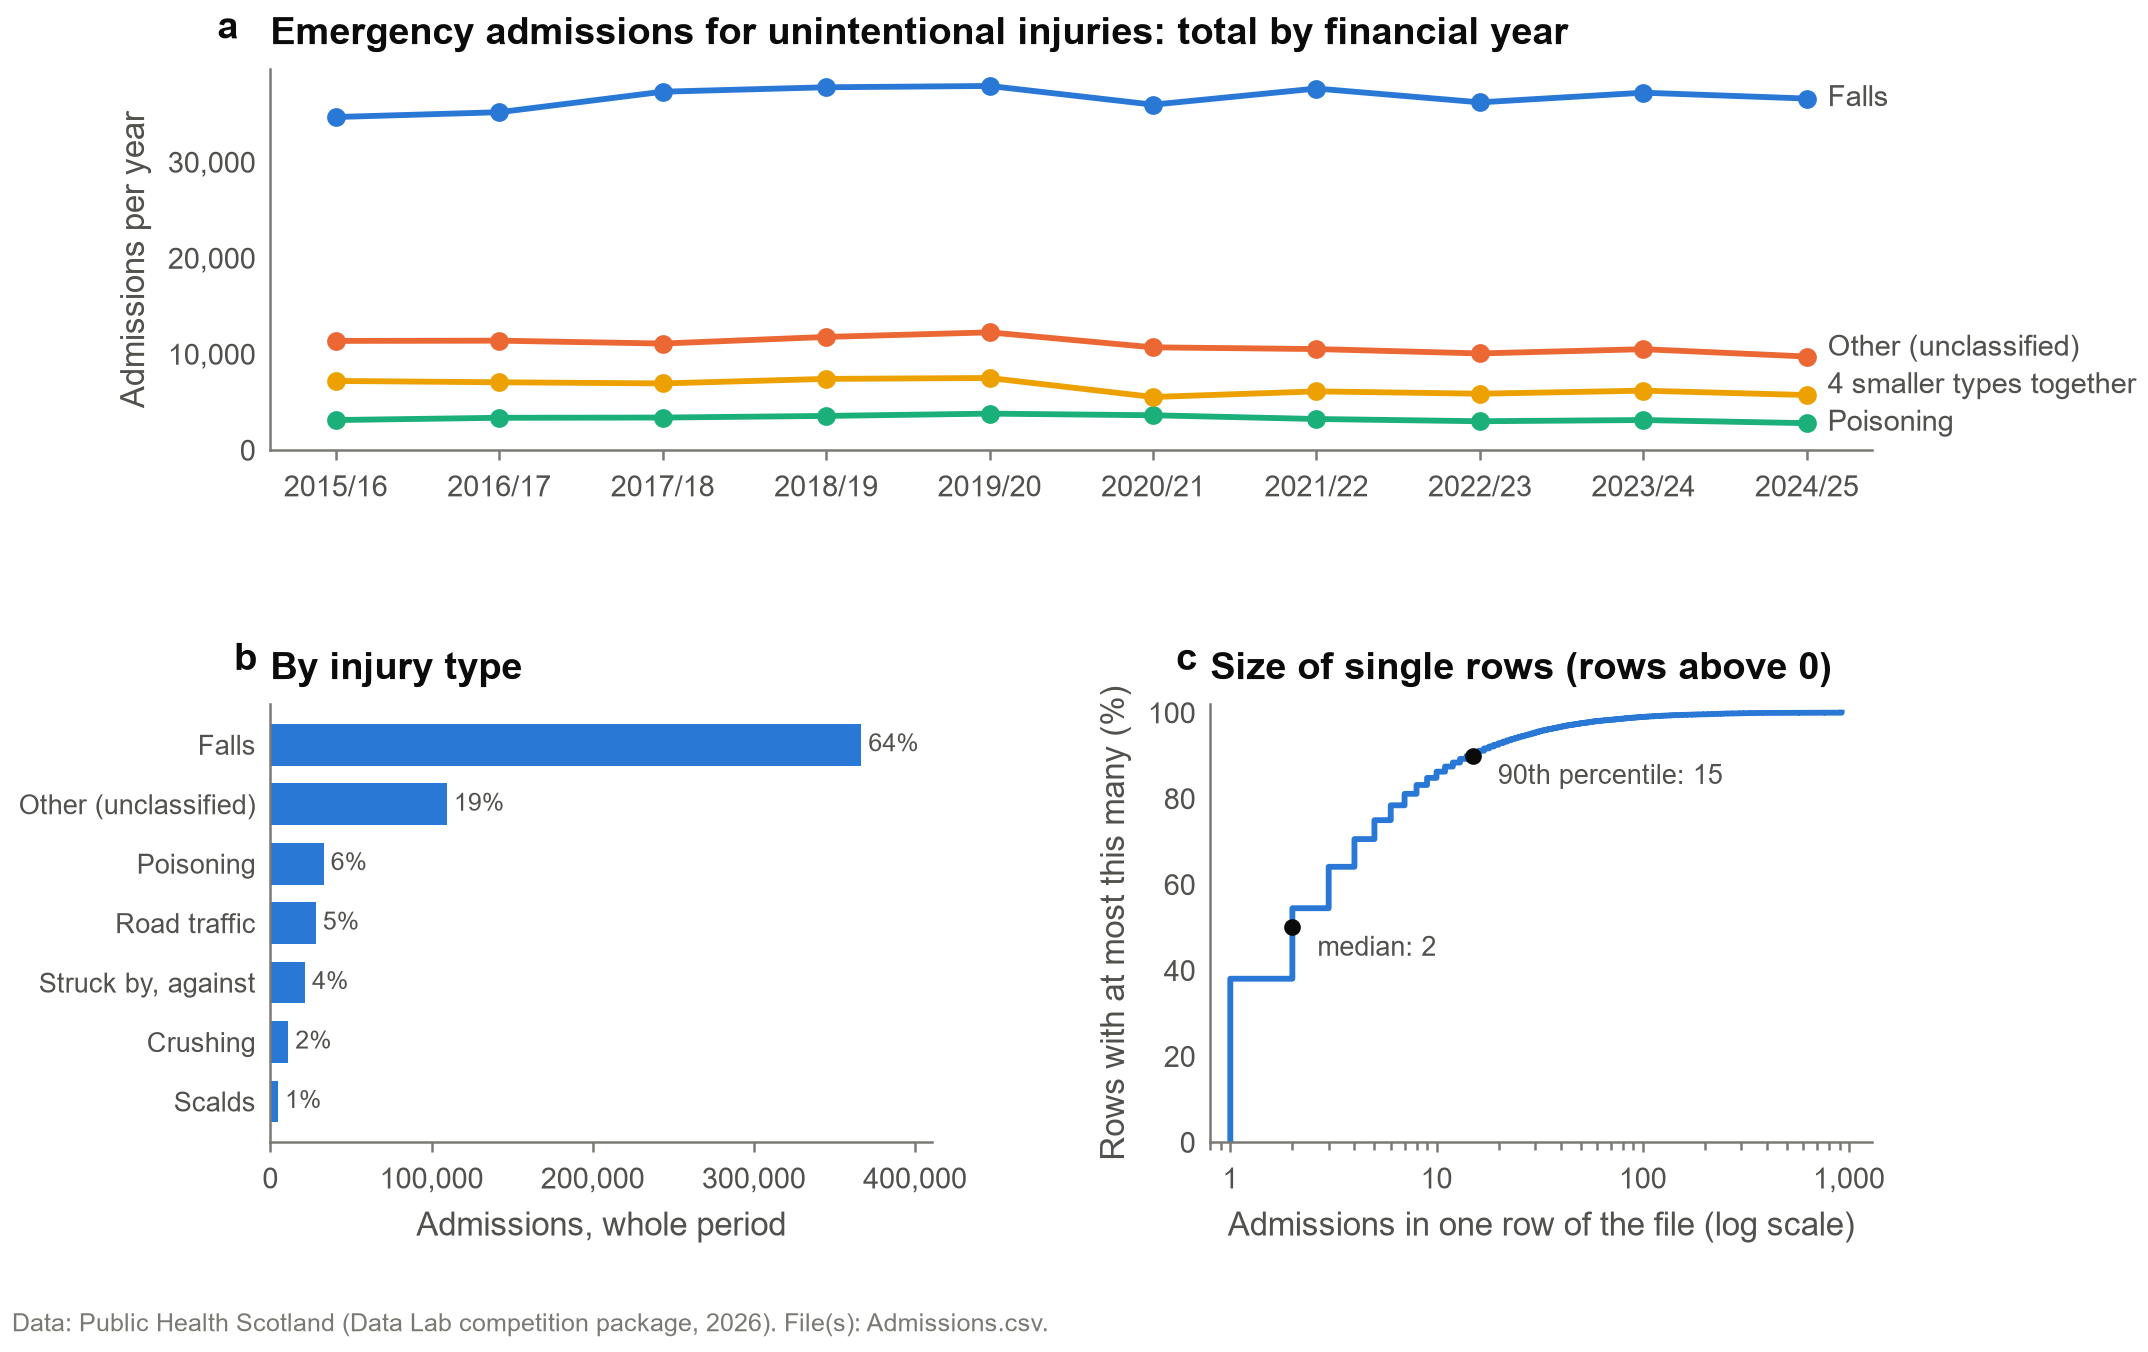 a Emergency admissions for unintentional injuries: total by financial year
Admissions per year
30,000
20,000
10,000
0
Falls
Other (unclassified)
4 smaller types together
Poisoning
2015/16 2016/17 2017/18 2018/19 2019/20 2020/21 2021/22 2022/23 2023/24 2024/25
b By injury type
Falls 64%
Other (unclassified) 19%
Poisoning 6%
Road traffic 5%
Struck by, against 4%
Crushing 2%
Scalds 1%
0 100,000 200,000 300,000 400,000
Admissions, whole period
c Size of single rows (rows above 0)
Rows with at most this many (%)
100
80
60
40
20
0
90th percentile: 15
median: 2
1 10 100 1,000
Admissions in one row of the file (log scale)
Data: Public Health Scotland (Data Lab competition package, 2026). File(s): Admissions.csv.